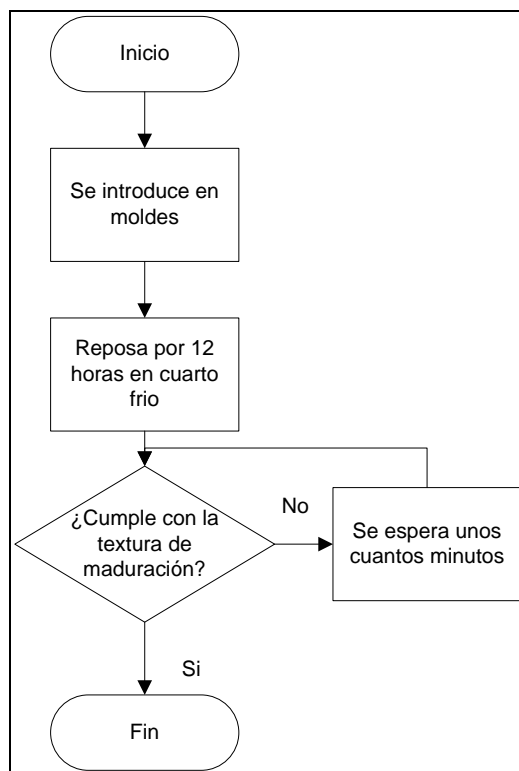 Inicio
Se introduce en
moldes
Reposa por 12
horas en cuarto
frio
¿Cumple con la
textura de
maduración?
No
Se espera unos
cuantos minutos
Si
Fin